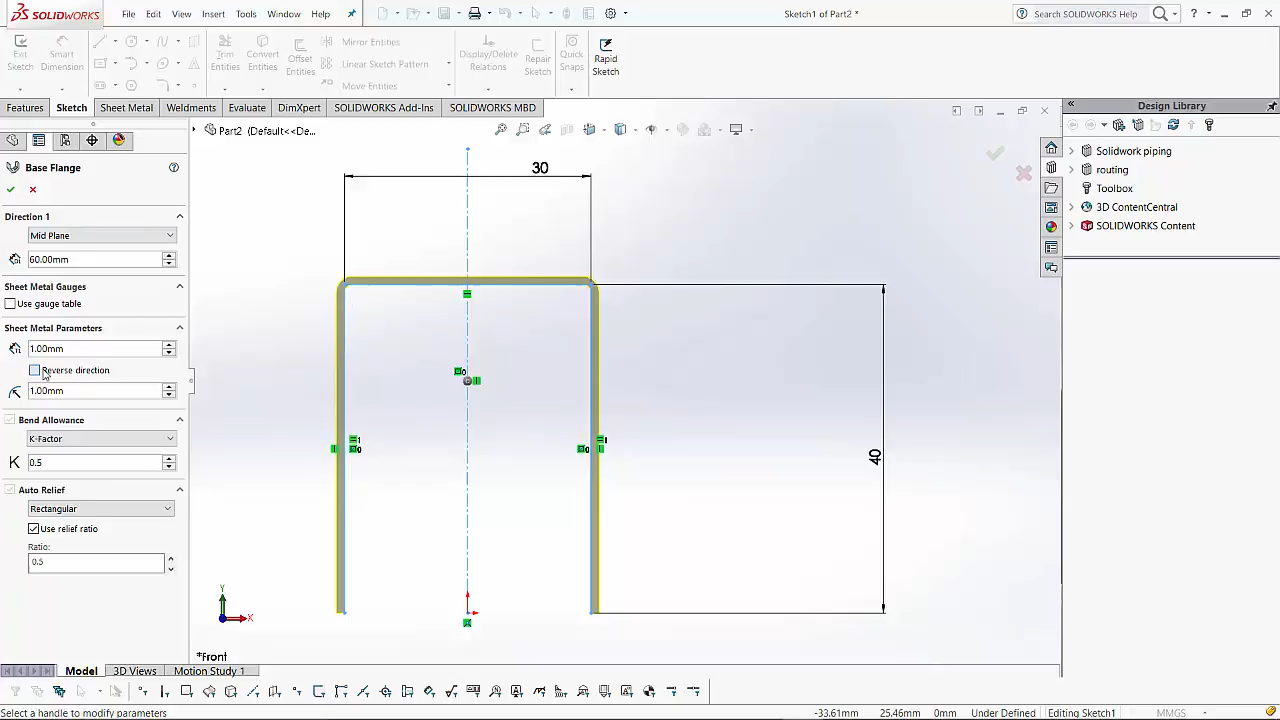 SOLIDWORKS File Edit View Insert Tools Window Help Sketch1 of Part2 * Search SOLIDWORKS Help
Exit Sketch Smart Dimension Trim Entities Convert Entities Offset Entities Mirror Entities Linear Sketch Pattern Move Entities Display/Delete Relations Repair Sketch Quick Snaps Rapid Sketch
Features Sketch Sheet Metal Weldments Evaluate DimXpert SOLIDWORKS Add-Ins SOLIDWORKS MBD
Design Library
Part2 (Default<<De...
Solidwork piping
routing
Toolbox
3D ContentCentral
SOLIDWORKS Content
Base Flange
Direction 1
Mid Plane
60.00mm
Sheet Metal Gauges
Use gauge table
Sheet Metal Parameters
1.00mm
Reverse direction
1.00mm
Bend Allowance
K-Factor
K 0.5
Auto Relief
Rectangular
Use relief ratio
Ratio:
0.5
30
40
Y
X
*Front
Model 3D Views Motion Study 1
Select a handle to modify parameters -33.61mm 25.46mm 0mm Under Defined Editing Sketch1 MMGS